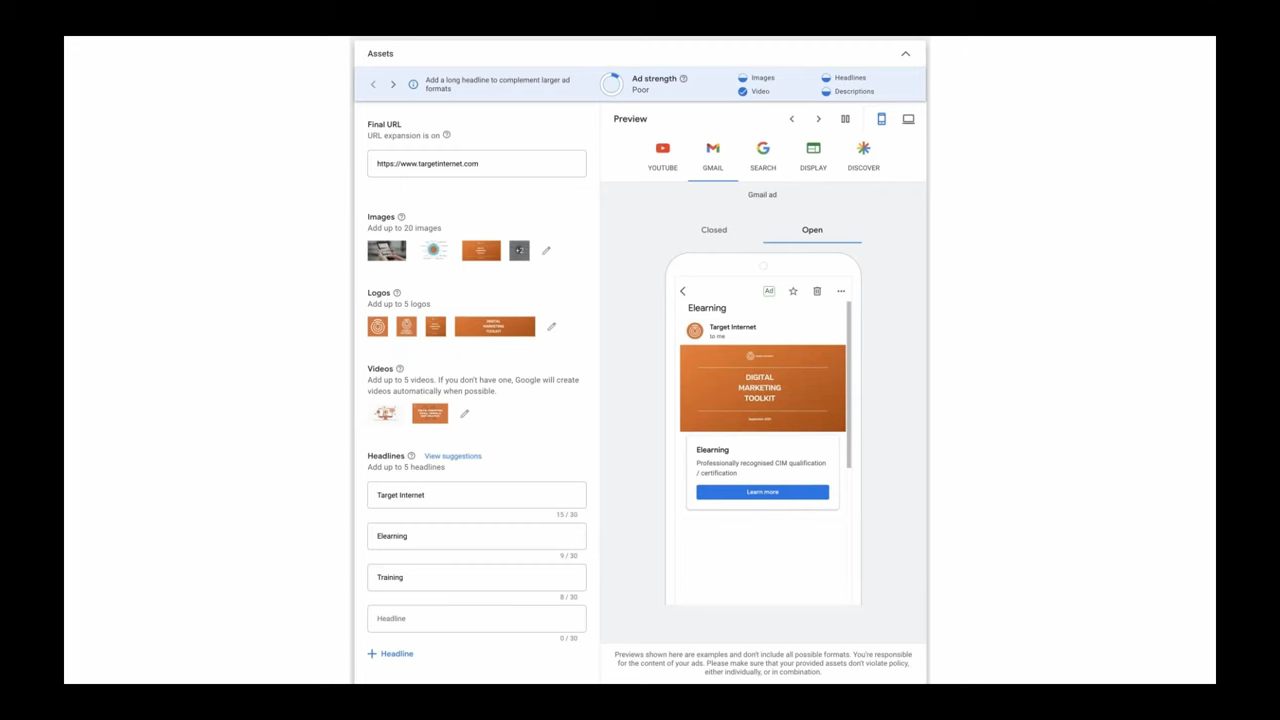 Assets
Add a long headline to complement larger ad
formats
Ad strength
Poor
Images
Headlines
Video
Descriptions
Final URL
URL expansion is on
https://www.targetinternet.com
Images
Add up to 20 images
+2
Logos
Add up to 5 logos
DIGITAL
MARKETING
TOOLKIT
Videos
Add up to 5 videos. If you don't have one, Google will create
videos automatically when possible.
Headlines
View suggestions
Add up to 5 headlines
Target Internet
15 / 30
Elearning
9 / 30
Training
8 / 30
Headline
0 / 30
+ Headline
Preview
YOUTUBE
GMAIL
SEARCH
DISPLAY
DISCOVER
Gmail ad
Closed
Open
Ad
Elearning
Target Internet
to me
DIGITAL
MARKETING
TOOLKIT
Elearning
Professionally recognised CIM qualification
/ certification
Learn more
Previews shown here are examples and don't include all possible formats. You're responsible
for the content of your ads. Please make sure that your provided assets don't violate policy,
either individually, or in combination.